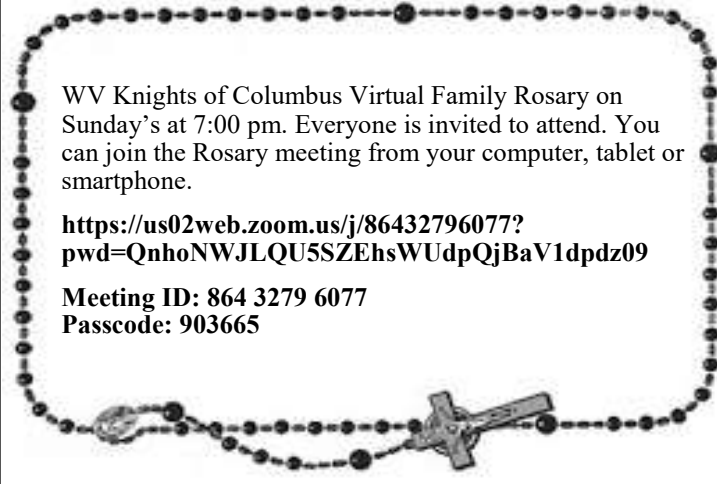 WV Knights of Columbus Virtual Family Rosary on
Sunday's at 7:00 pm. Everyone is invited to attend. You
can join the Rosary meeting from your computer, tablet or
smartphone.
https://us02web.zoom.us/j/86432796077?
pwd=QnhoNWJLQU5SZEhsWUdpQjBaV1dpdz09
Meeting ID: 864 3279 6077
Passcode: 903665